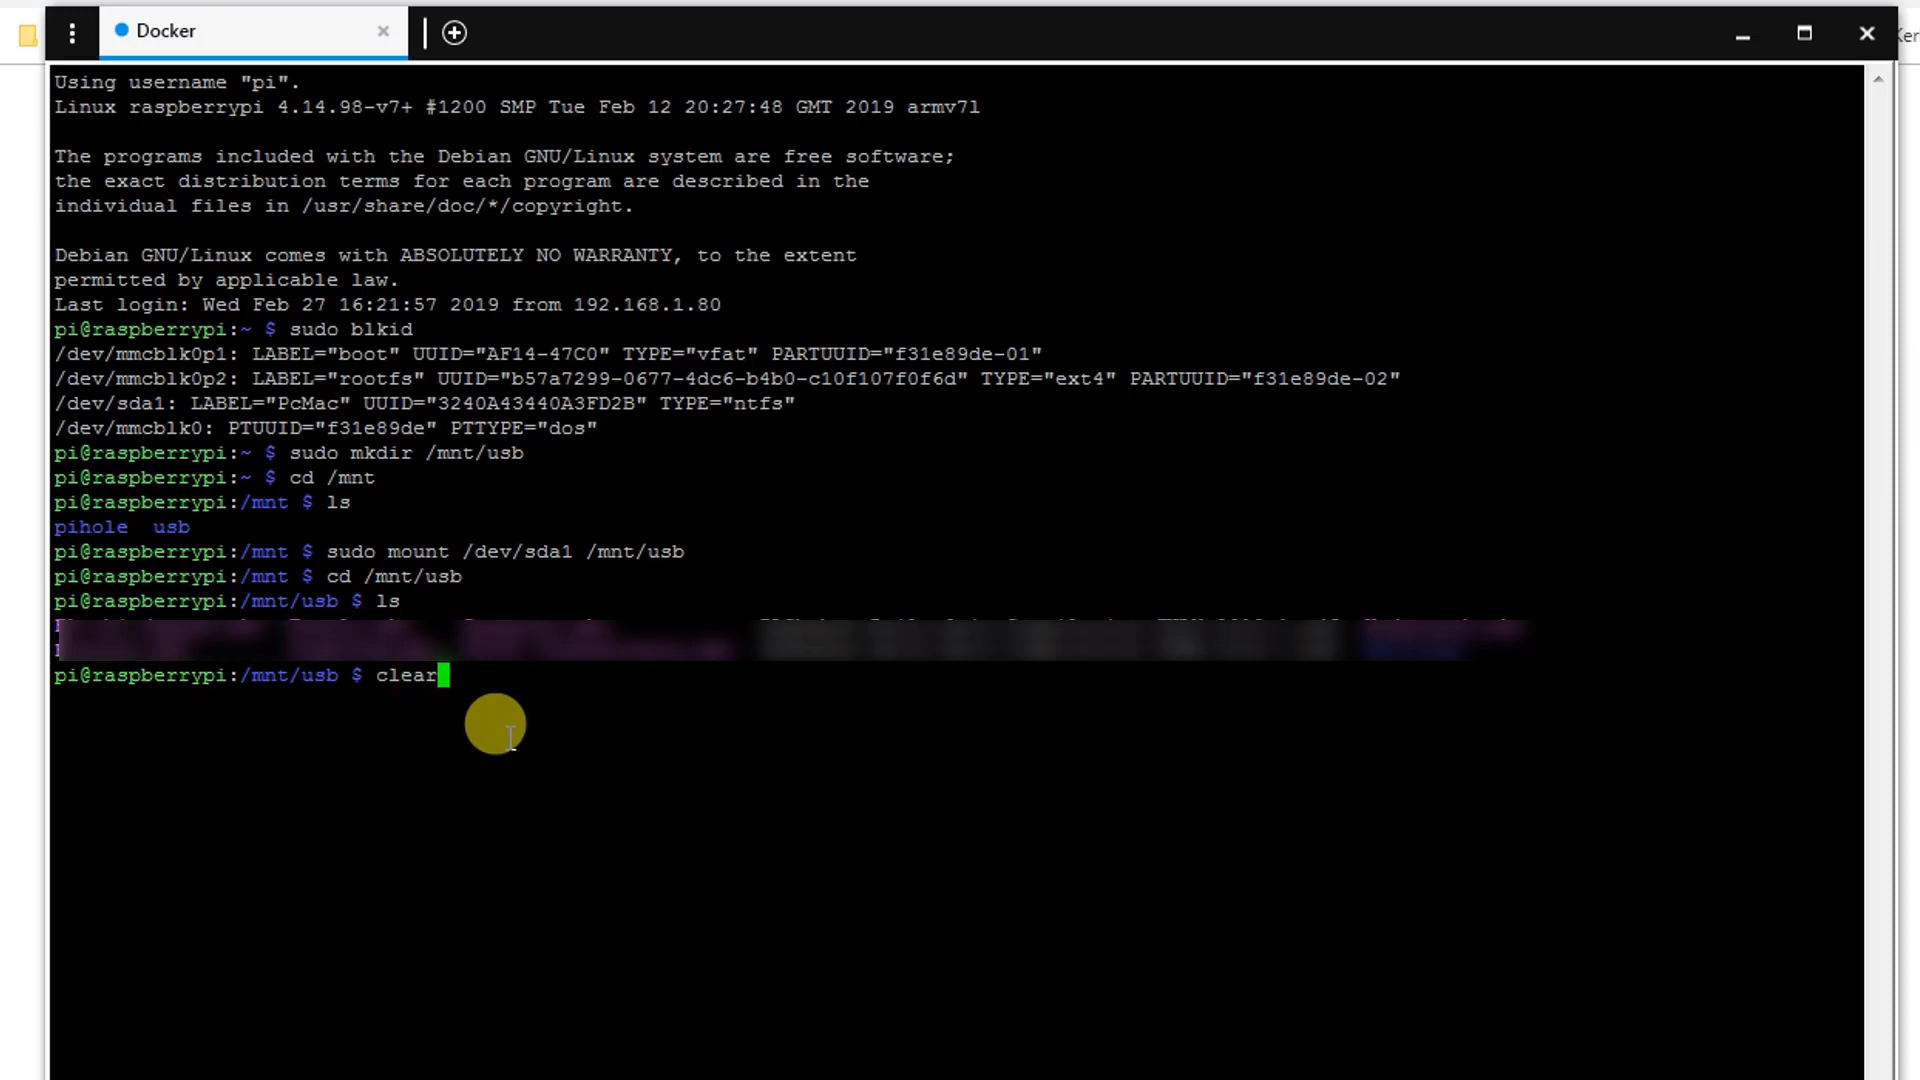 Docker
Ker
Using username "pi".
Linux raspberrypi 4.14.98-v7+ #1200 SMP Tue Feb 12 20:27:48 GMT 2019 armv7l
The programs included with the Debian GNU/Linux system are free software;
the exact distribution terms for each program are described in the
individual files in /usr/share/doc/*/copyright.
Debian GNU/Linux comes with ABSOLUTELY NO WARRANTY, to the extent
permitted by applicable law.
Last login: Wed Feb 27 16:21:57 2019 from 192.168.1.80
pi@raspberrypi:~ $ sudo blkid
/dev/mmcblk0p1: LABEL="boot" UUID="AF14-47C0" TYPE="vfat" PARTUUID="f31e89de-01"
/dev/mmcblk0p2: LABEL="rootfs" UUID="b57a7299-0677-4dc6-b4b0-c10f107f0f6d" TYPE="ext4" PARTUUID="f31e89de-02"
/dev/sda1: LABEL="PcMac" UUID="3240A43440A3FD2B" TYPE="ntfs"
/dev/mmcblk0: PTUUID="f31e89de" PTTYPE="dos"
pi@raspberrypi:~ $ sudo mkdir /mnt/usb
pi@raspberrypi:~ $ cd /mnt
pi@raspberrypi:/mnt $ ls
pihole  usb
pi@raspberrypi:/mnt $ sudo mount /dev/sda1 /mnt/usb
pi@raspberrypi:/mnt $ cd /mnt/usb
pi@raspberrypi:/mnt/usb $ ls
pi@raspberrypi:/mnt/usb $ clear